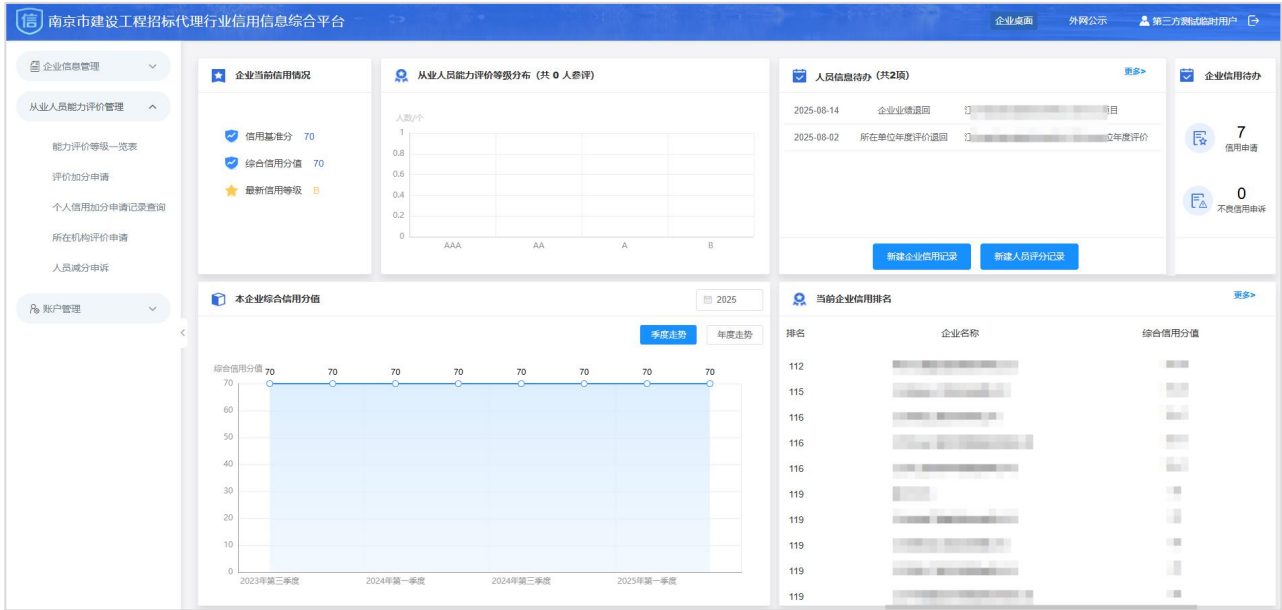 信 南京市建设工程招标代理行业信用信息综合平台
企业桌面 外网公示 第三方测试临时用户
企业信息管理
从业人员能力评价管理
能力评价等级一览表
评价加分申请
个人信用加分申请记录查询
所在机构评价申请
人员减分申诉
账户管理
企业当前信用情况
信用基准分 70
综合信用分值 70
最新信用等级 B
从业人员能力评价等级分布（共 0 人参评）
人数/个
1
0.8
0.6
0.4
0.2
0
AAA AA A B
人员信息待办（共2项） 更多>
2025-08-14 企业业绩退回 项目
2025-08-02 所在单位年度评价退回 位年度评价
新建企业信用记录 新建人员评分记录
企业信用待办
7
信用申请
0
不良信用申诉
本企业综合信用分值 2025
季度走势 年度走势
综合信用分值
70 70 70 70 70 70 70 70
70
60
50
40
30
20
10
0
2023年第三季度 2024年第一季度 2024年第三季度 2025年第一季度
当前企业信用排名 更多>
排名 企业名称 综合信用分值
112
115
116
116
116
119
119
119
119
119